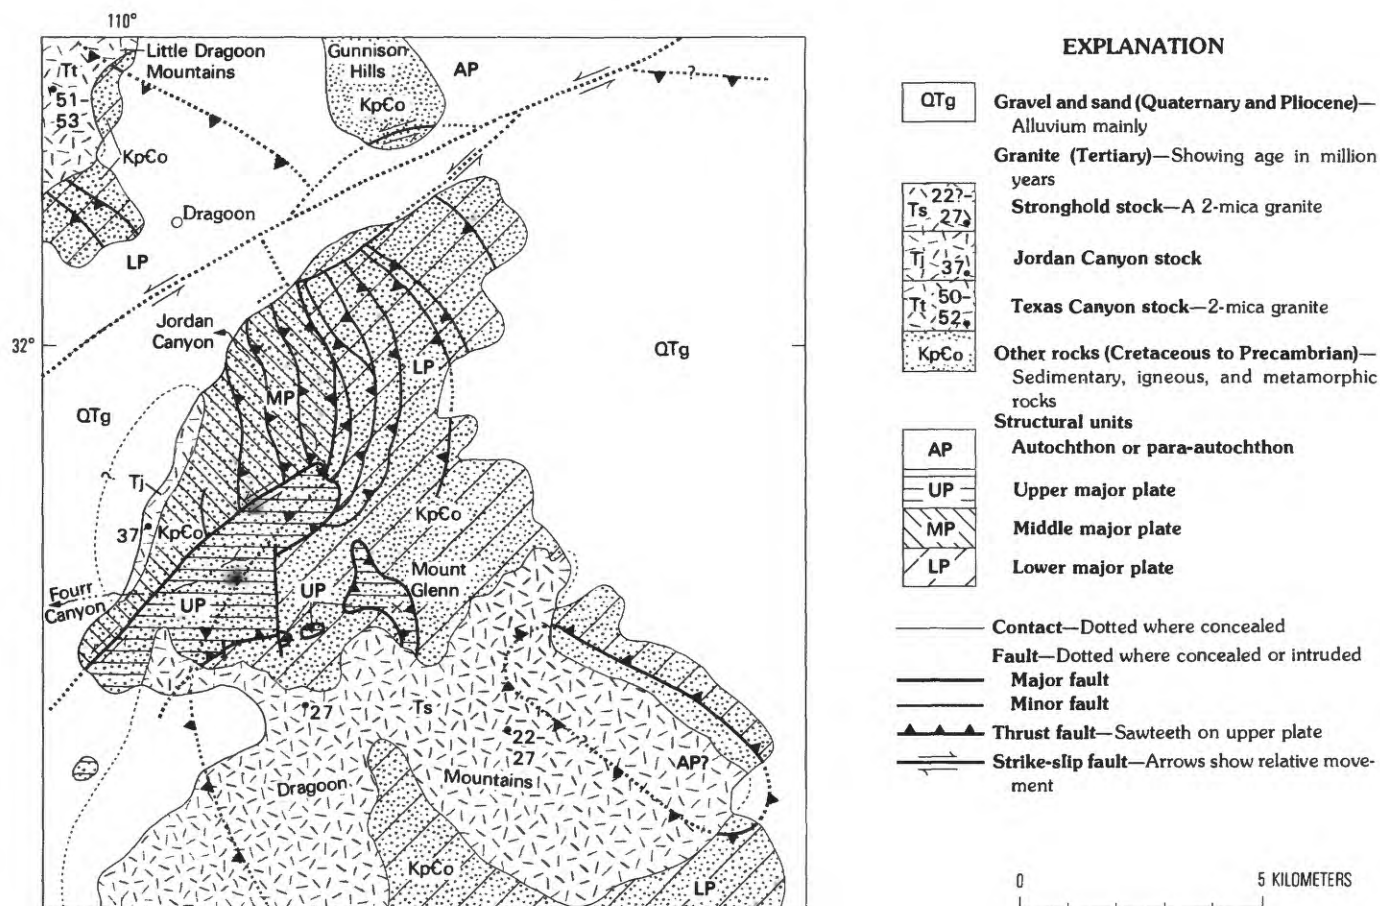 110°
Little Dragoon
Mountains
Tt
51-
53
KpЄo
Gunnison
Hills
KpЄo
AP
?
Dragoon
LP
Jordan
Canyon
32°
QTg
MP
LP
QTg
?
Tj
37
KpЄo
KpЄo
Fourr
Canyon
UP
UP
Mount
Glenn
27
Ts
22-
27
AP?
Dragoon
Mountains
KpЄo
LP
EXPLANATION
QTg
Gravel and sand (Quaternary and Pliocene)—
Alluvium mainly
Granite (Tertiary)—Showing age in million
years
Ts 22?-
27
Stronghold stock—A 2-mica granite
Tj 37
Jordan Canyon stock
Tt 50-
52
Texas Canyon stock—2-mica granite
KpЄo
Other rocks (Cretaceous to Precambrian)—
Sedimentary, igneous, and metamorphic
rocks
Structural units
AP
Autochthon or para-autochthon
UP
Upper major plate
MP
Middle major plate
LP
Lower major plate
Contact—Dotted where concealed
Fault—Dotted where concealed or intruded
Major fault
Minor fault
Thrust fault—Sawteeth on upper plate
Strike-slip fault—Arrows show relative move-
ment
0 5 KILOMETERS